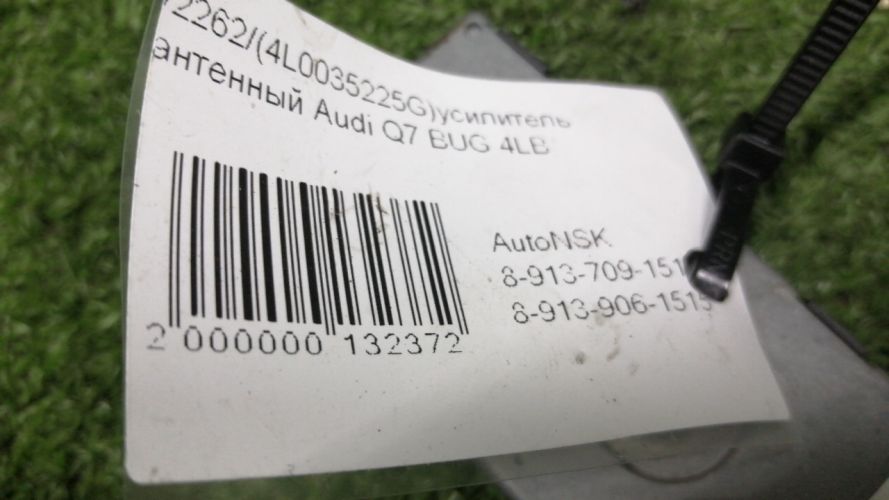 2262/(4L0035225G)усилитель
антенный Audi Q7 BUG 4LB
AutoNSK
8-913-709-151
8-913-906-1515
2 000000 132372